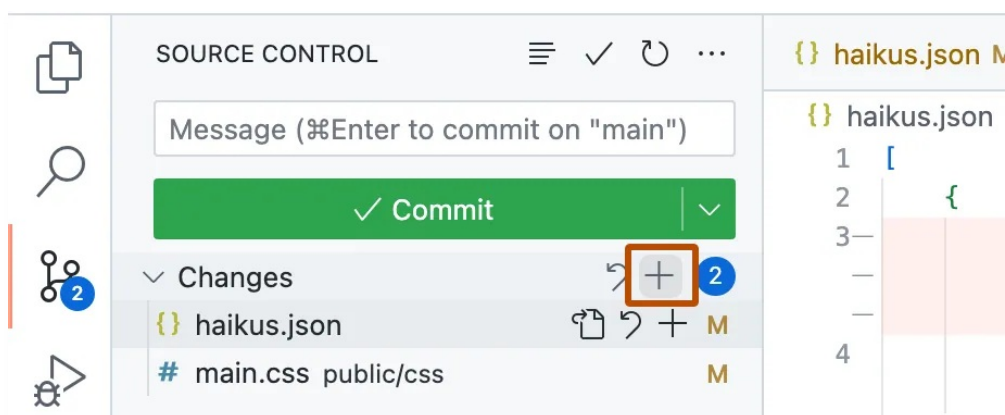 SOURCE CONTROL
Message (⌘Enter to commit on "main")
Commit
Changes
2
{} haikus.json M
# main.css public/css M
2
{} haikus.json M
{} haikus.json
1 [
2 {
3
4